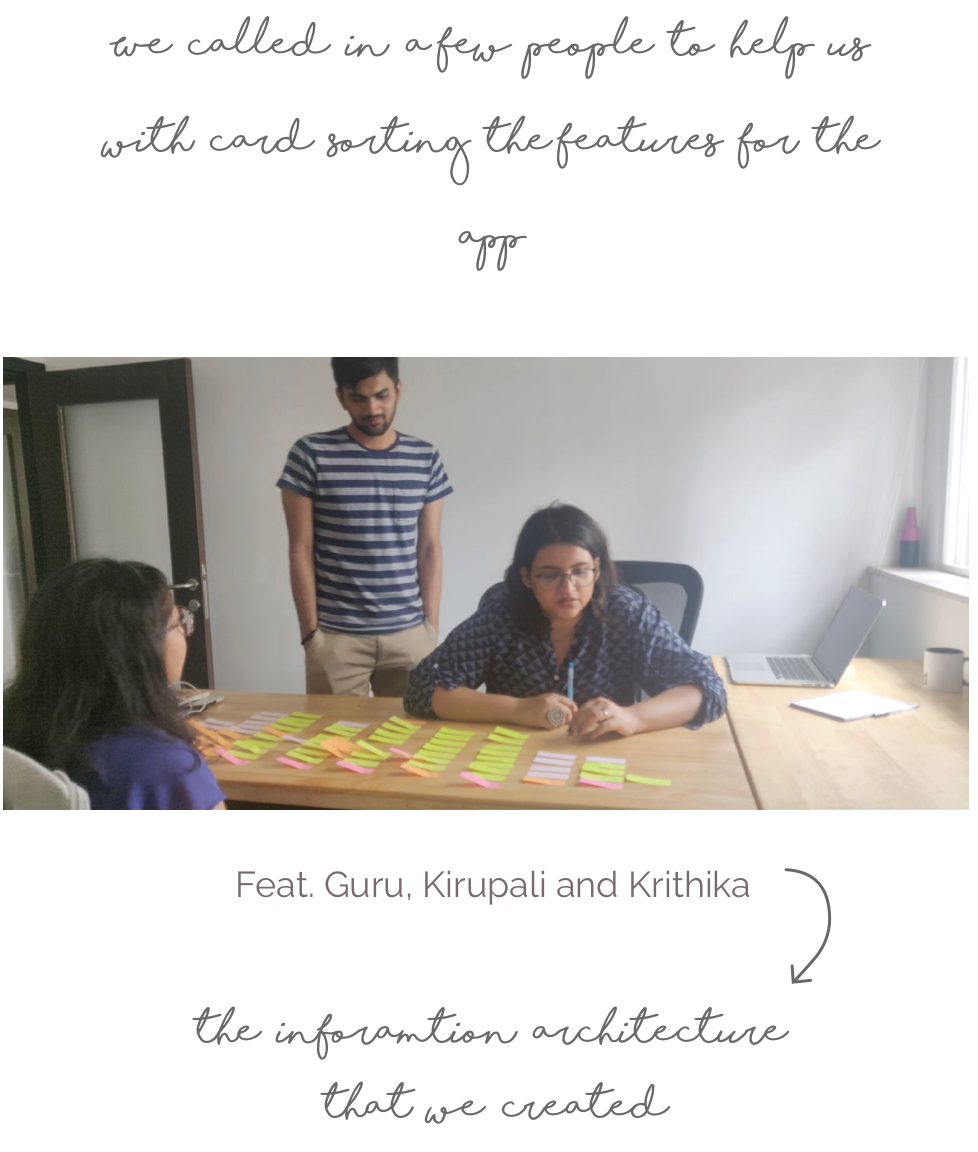 we called in a few people to help us
with card sorting the features for the
app
Feat. Guru, Kirupali and Krithika
the inforamtion architecture
that we created